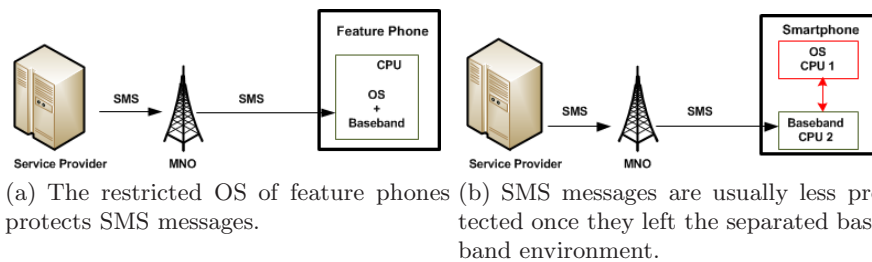 Feature Phone
CPU
OS
+
Baseband
SMS
SMS
Service Provider
MNO
(a) The restricted OS of feature phones
protects SMS messages.
Smartphone
OS
CPU 1
Baseband
CPU 2
SMS
SMS
Service Provider
MNO
(b) SMS messages are usually less pro
tected once they left the separated bas
band environment.